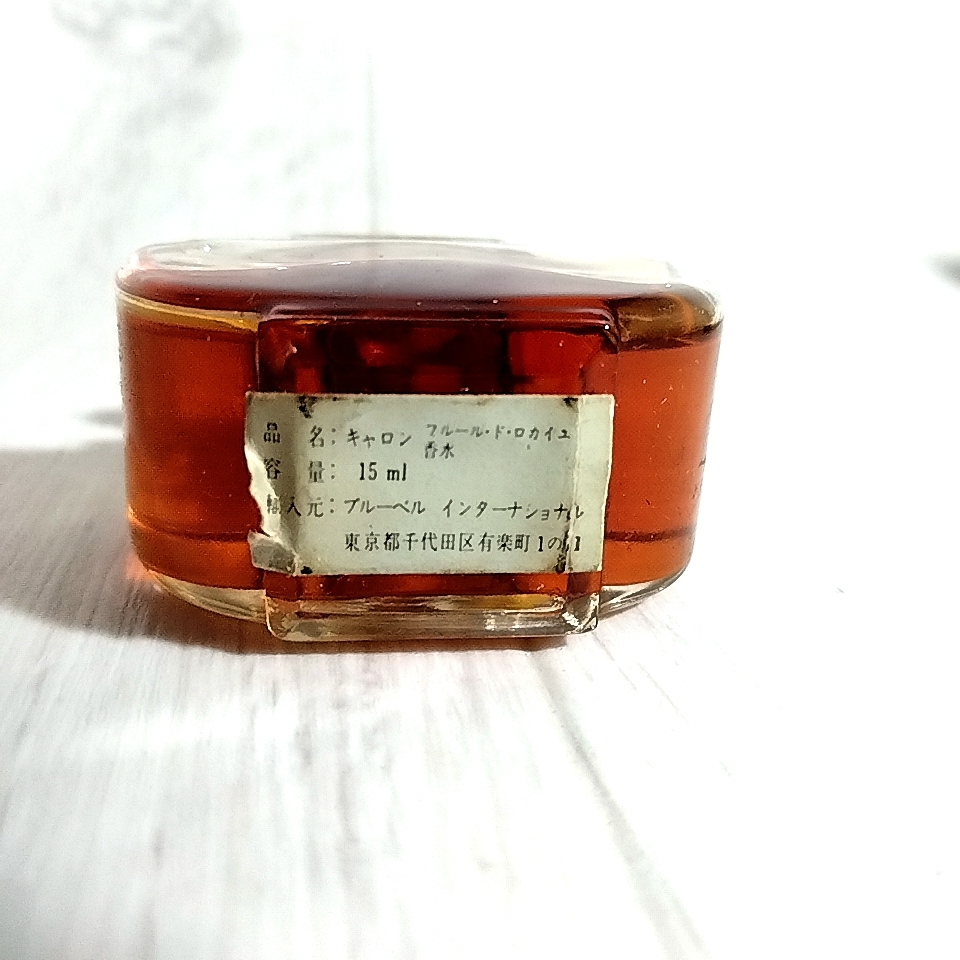 品 名：キャロン フルール・ド・ロカイユ
香水
容 量： 15 ml
輸入元：ブルーベル インターナショナル
東京都千代田区有楽町1の1